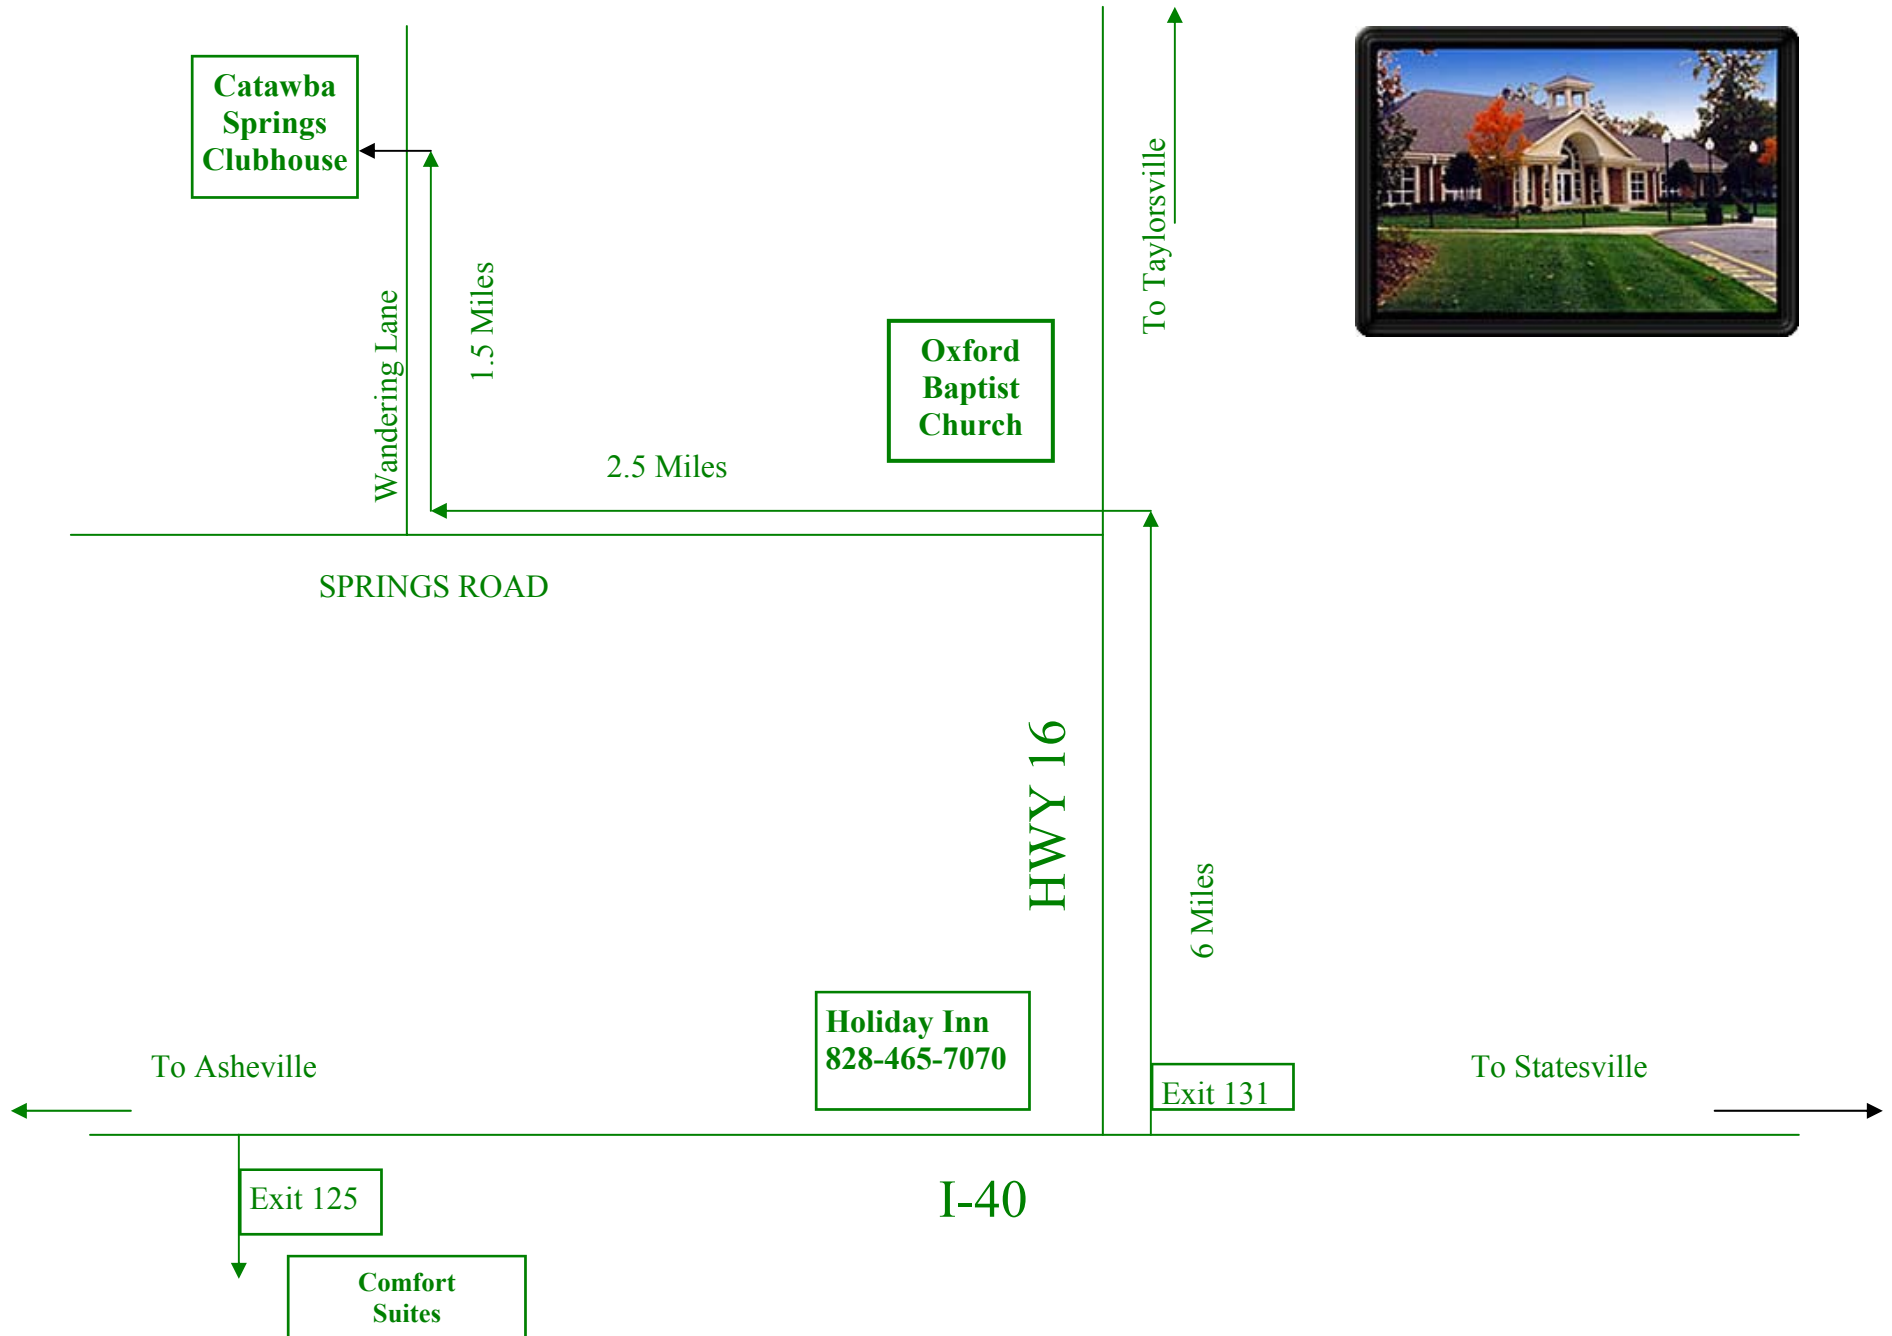 Catawba
Springs
Clubhouse
Wandering Lane
1.5 Miles
To Taylorsville
Oxford
Baptist
Church
2.5 Miles
SPRINGS ROAD
HWY 16
6 Miles
Holiday Inn
828-465-7070
To Asheville
Exit 131
To Statesville
Exit 125
I-40
Comfort
Suites